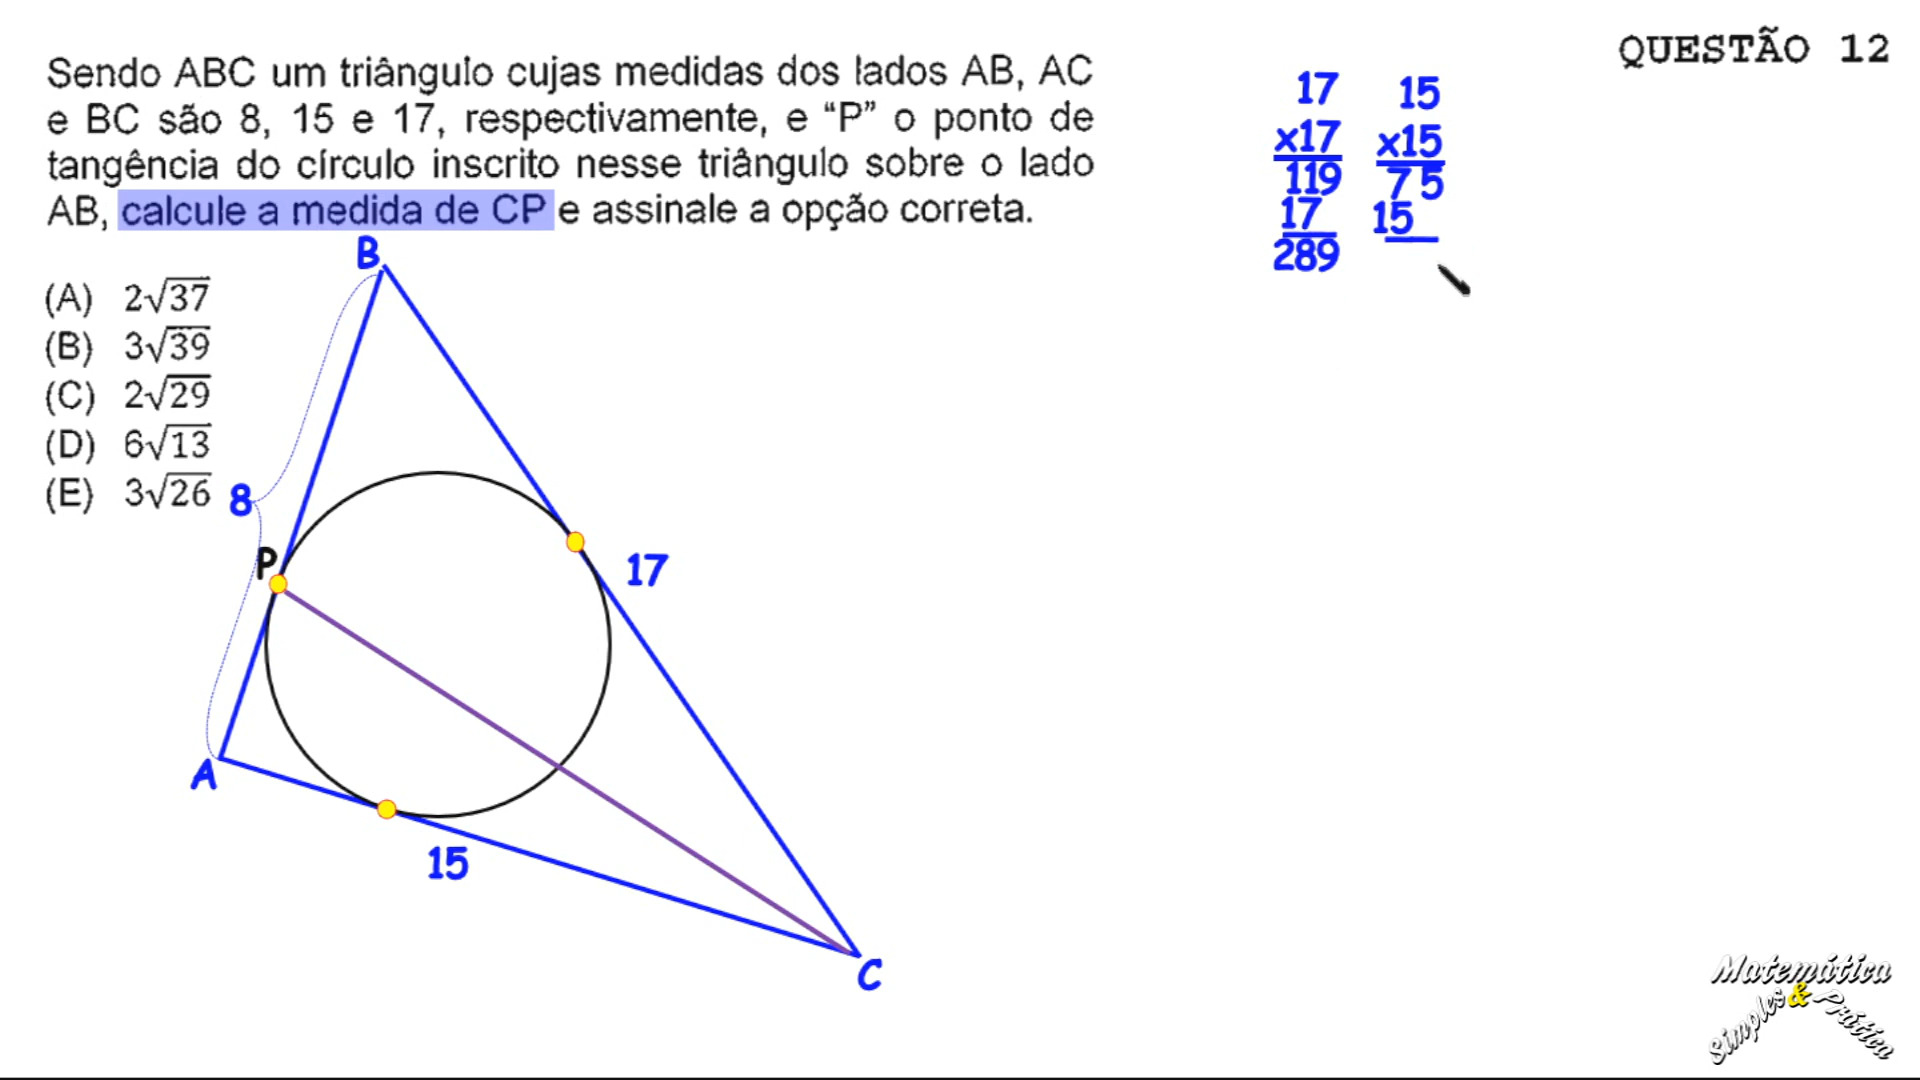 QUESTÃO 12
Sendo ABC um triângulo cujas medidas dos lados AB, AC
e BC são 8, 15 e 17, respectivamente, e “P” o ponto de
tangência do círculo inscrito nesse triângulo sobre o lado
AB, calcule a medida de CP e assinale a opção correta.
(A) 2√37
(B) 3√39
(C) 2√29
(D) 6√13
(E) 3√26
17
x17
119
17
289
15
x15
75
15
B
8
P
17
A
15
C
Matemática
Simples & Prática